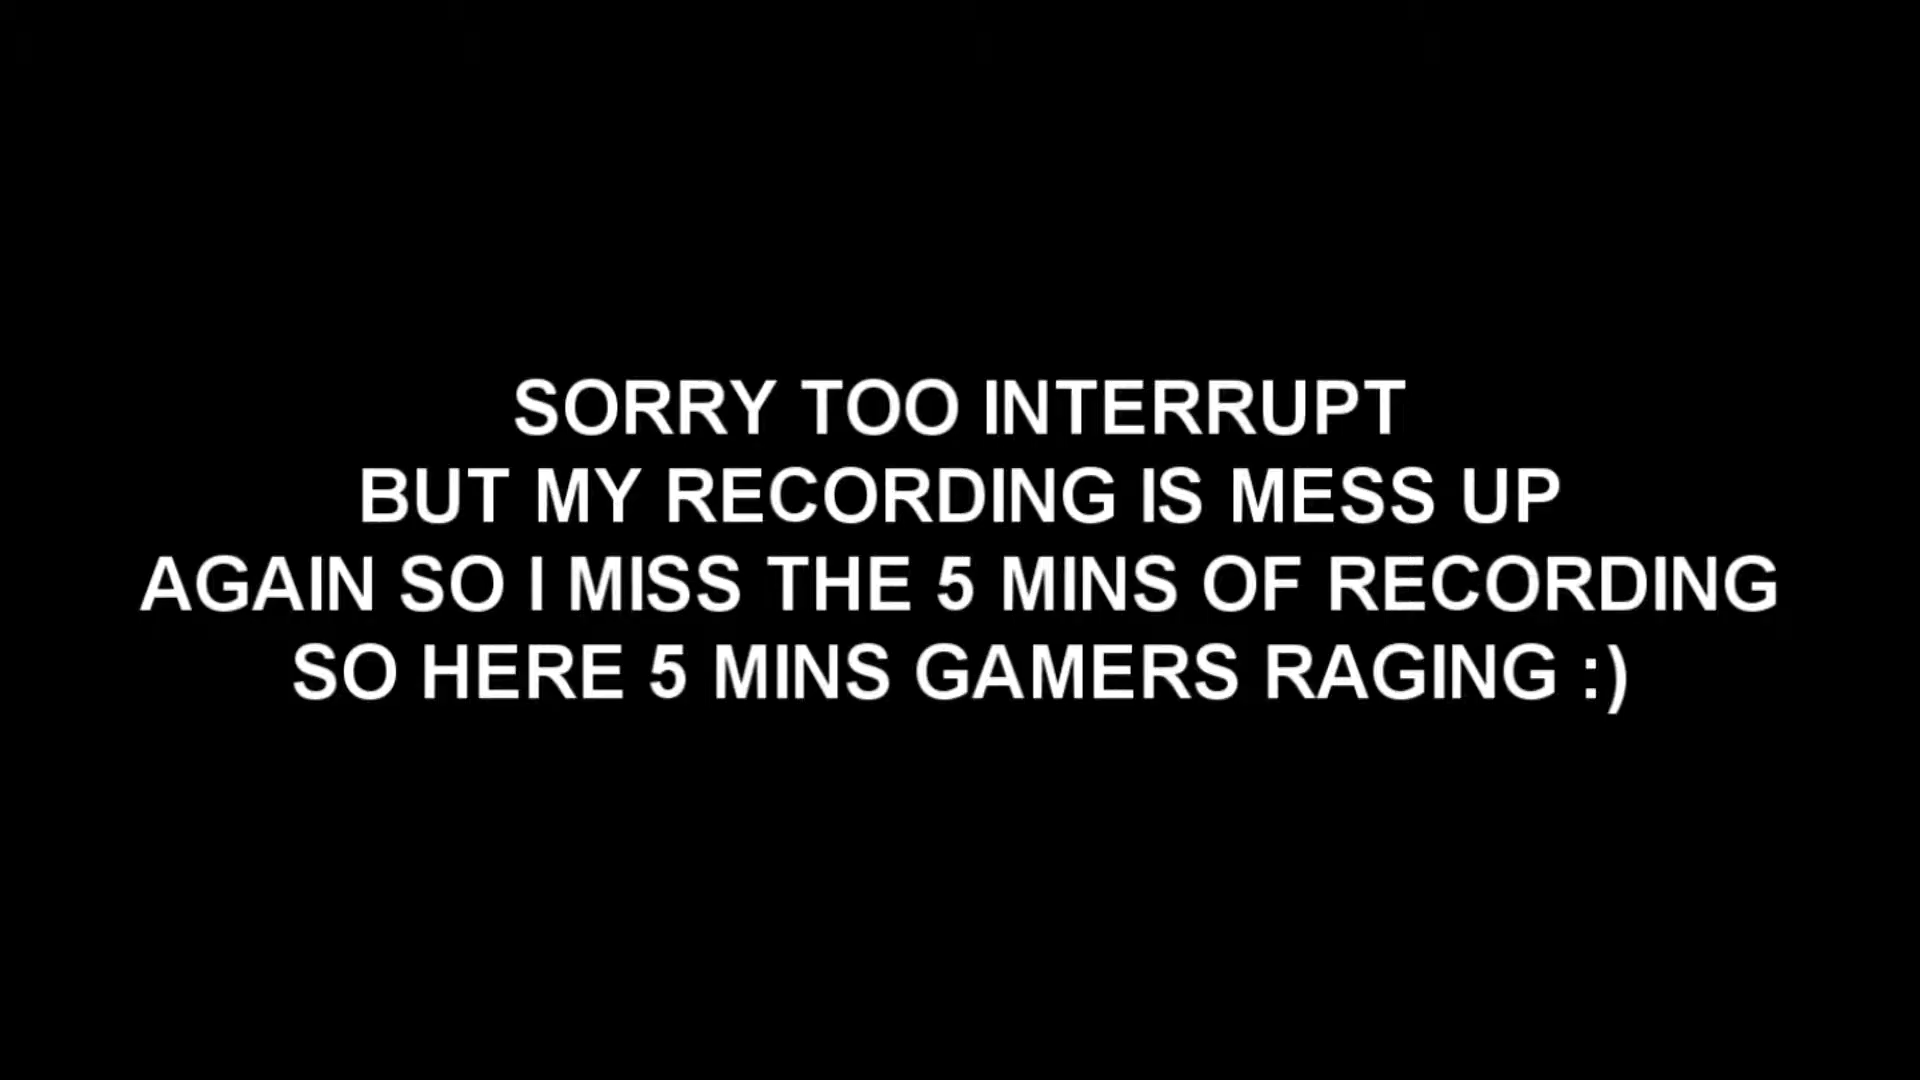 SORRY TOO INTERRUPT
BUT MY RECORDING IS MESS UP
AGAIN SO I MISS THE 5 MINS OF RECORDING
SO HERE 5 MINS GAMERS RAGING :)